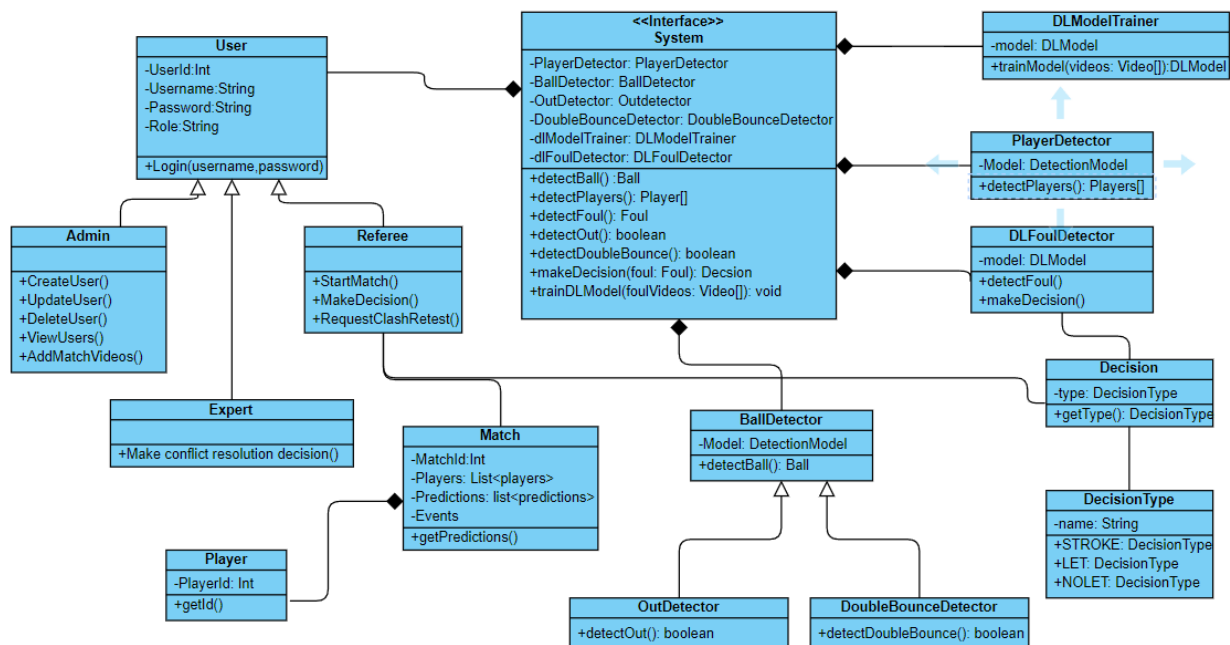 User
-UserId:Int
-Username:String
-Password:String
-Role:String
+Login(username,password)
<<Interface>>
System
-PlayerDetector: PlayerDetector
-BallDetector: BallDetector
-OutDetector: Outdetector
-DoubleBounceDetector: DoubleBounceDetector
-dlModelTrainer: DLModelTrainer
-dlFoulDetector: DLFoulDetector
+detectBall() :Ball
+detectPlayers(): Player[]
+detectFoul(): Foul
+detectOut(): boolean
+detectDoubleBounce(): boolean
+makeDecision(foul: Foul): Decsion
+trainDLModel(foulVideos: Video[]): void
DLModelTrainer
-model: DLModel
+trainModel(videos: Video[]):DLModel
PlayerDetector
-Model: DetectionModel
+detectPlayers(): Players[]
DLFoulDetector
-model: DLModel
+detectFoul()
+makeDecision()
Admin
+CreateUser()
+UpdateUser()
+DeleteUser()
+ViewUsers()
+AddMatchVideos()
Referee
+StartMatch()
+MakeDecision()
+RequestClashRetest()
Expert
+Make conflict resolution decision()
Match
-MatchId:Int
-Players: List<players>
-Predictions: list<predictions>
-Events
+getPredictions()
BallDetector
-Model: DetectionModel
+detectBall(): Ball
Decision
-type: DecisionType
+getType(): DecisionType
DecisionType
-name: String
+STROKE: DecisionType
+LET: DecisionType
+NOLET: DecisionType
Player
-PlayerId: Int
+getId()
OutDetector
+detectOut(): boolean
DoubleBounceDetector
+detectDoubleBounce(): boolean